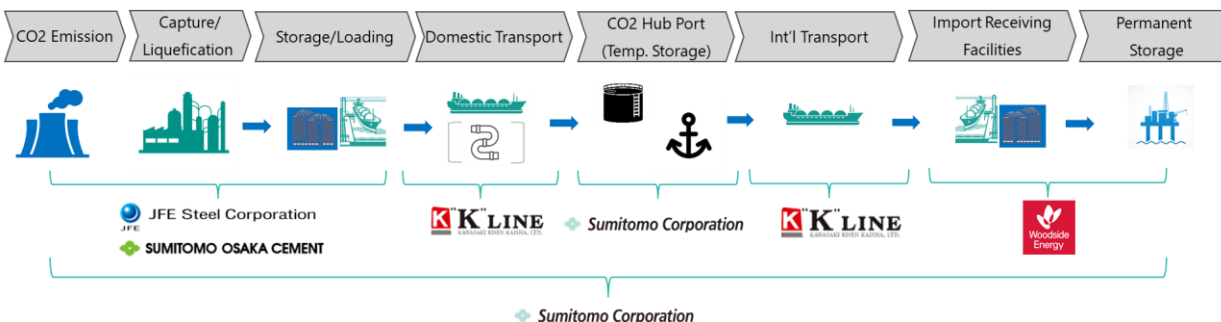 CO2 Emission
Capture/
Liquefication
Storage/Loading
Domestic Transport
CO2 Hub Port
(Temp. Storage)
Int'l Transport
Import Receiving
Facilities
Permanent
Storage
JFE
JFE Steel Corporation
SUMITOMO OSAKA CEMENT
K "K" LINE
KAWASAKI KISEN KAISHA, LTD.
Sumitomo Corporation
K "K" LINE
KAWASAKI KISEN KAISHA, LTD.
Woodside
Energy
Sumitomo Corporation